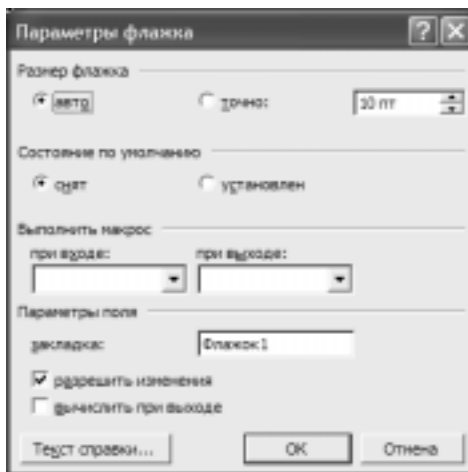 Параметры флажка
Размер флажка
авто точно: 10 пт
Состояние по умолчанию
снят установлен
Выполнить макрос
при входе: при выходе:
Параметры поля
закладка: Флажок1
разрешить изменения
вычислить при выходе
Текст справки... ОК Отмена